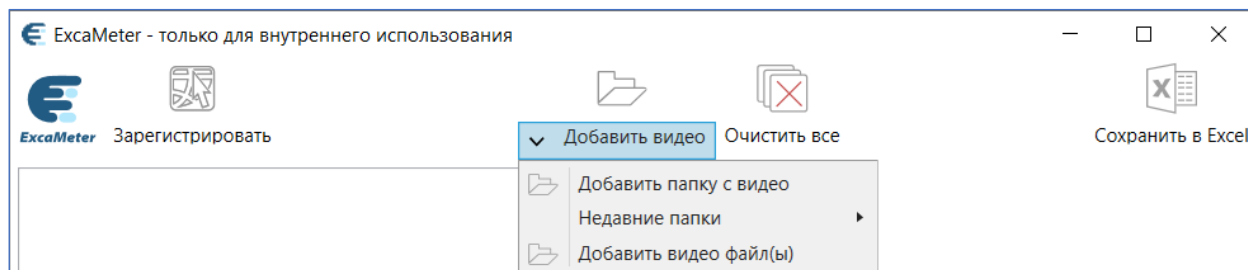 ExcaMeter - только для внутреннего использования
ExcaMeter Зарегистрировать Добавить видео Очистить все Сохранить в Excel
Добавить папку с видео
Недавние папки
Добавить видео файл(ы)